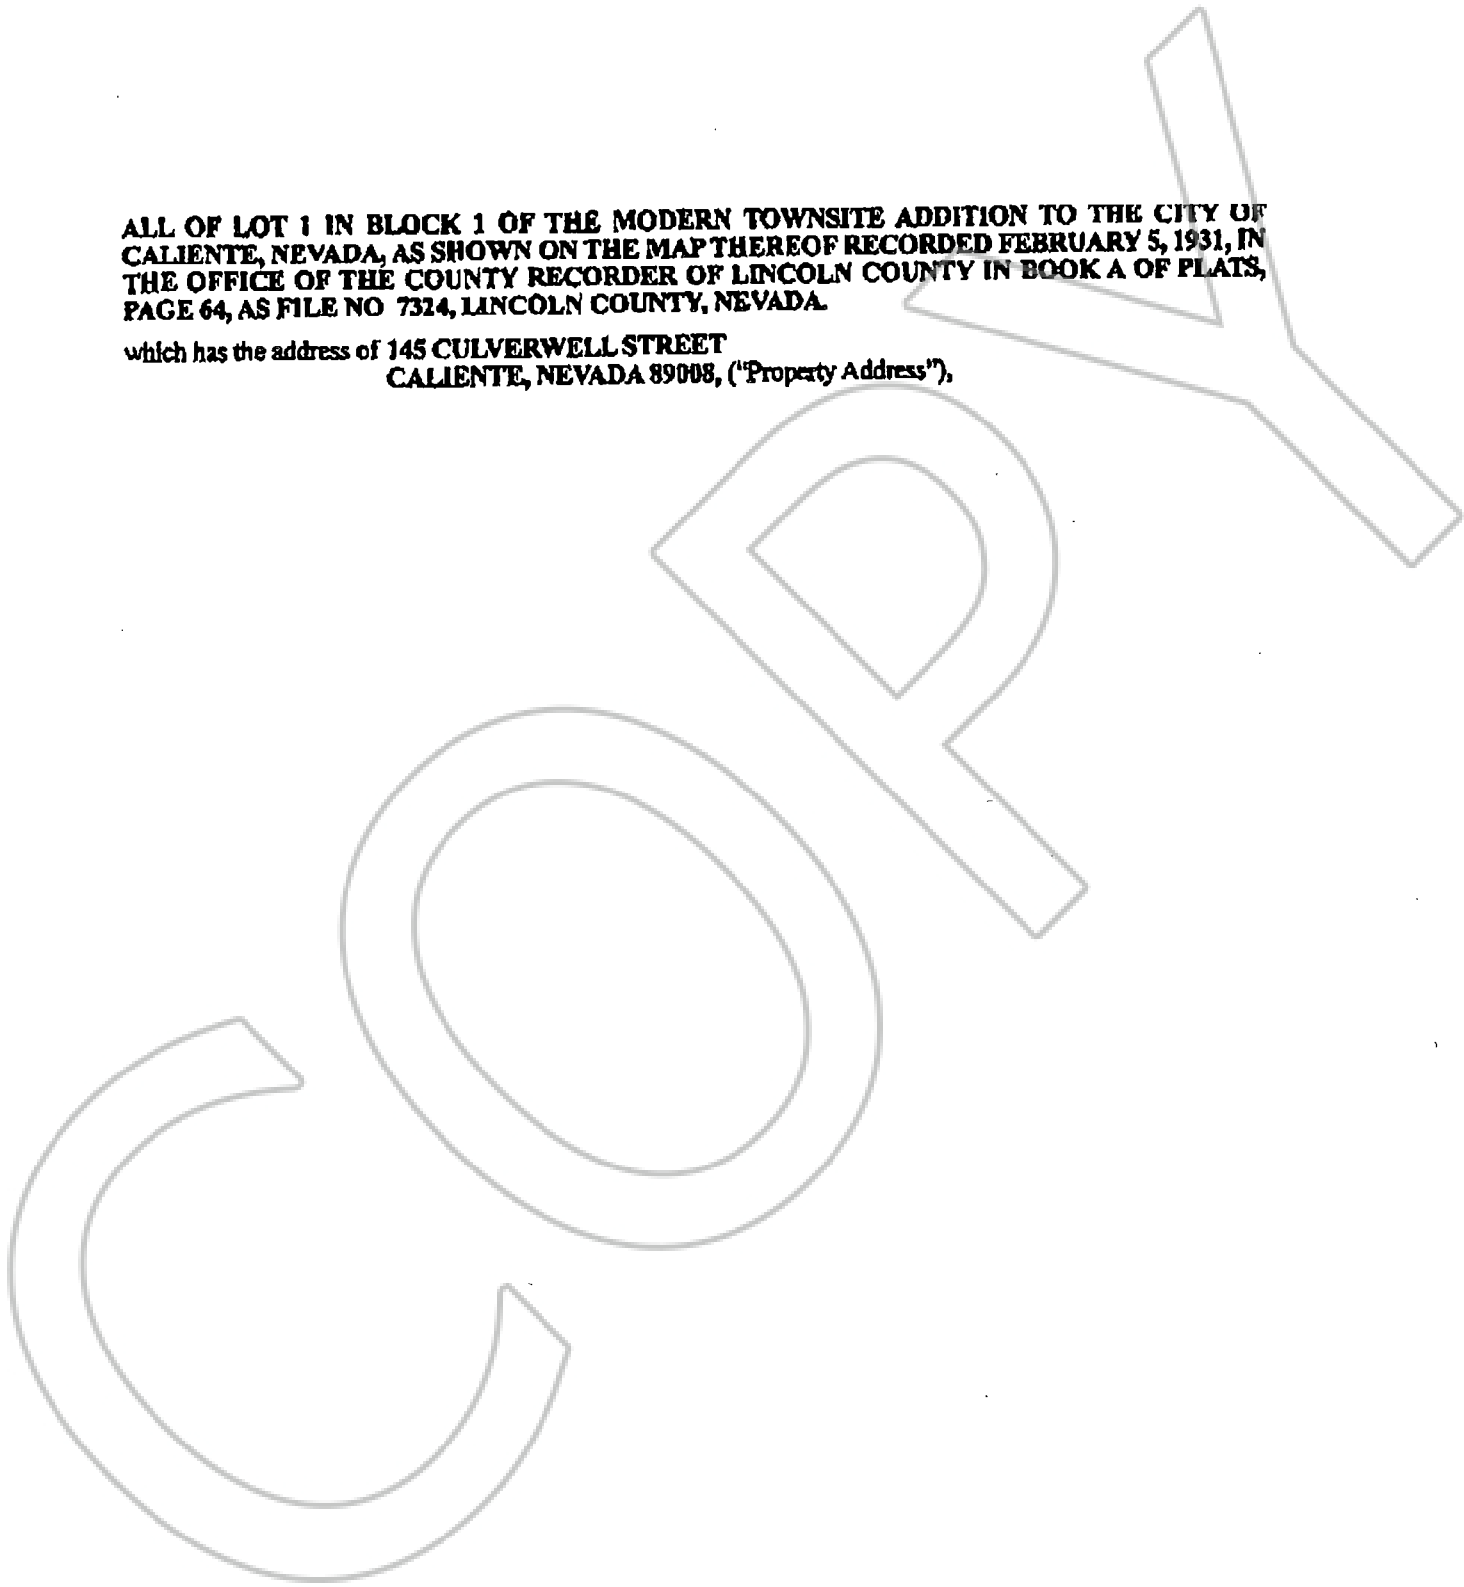 ALL OF LOT 1 IN BLOCK 1 OF THE MODERN TOWNSITE ADDITION TO THE CITY OF
CALIENTE, NEVADA, AS SHOWN ON THE MAP THEREOF RECORDED FEBRUARY 5, 1931, IN
THE OFFICE OF THE COUNTY RECORDER OF LINCOLN COUNTY IN BOOK A OF PLATS,
PAGE 64, AS FILE NO 7324, LINCOLN COUNTY, NEVADA.
which has the address of 145 CULVERWELL STREET
CALIENTE, NEVADA 89008, ("Property Address"),
COPY